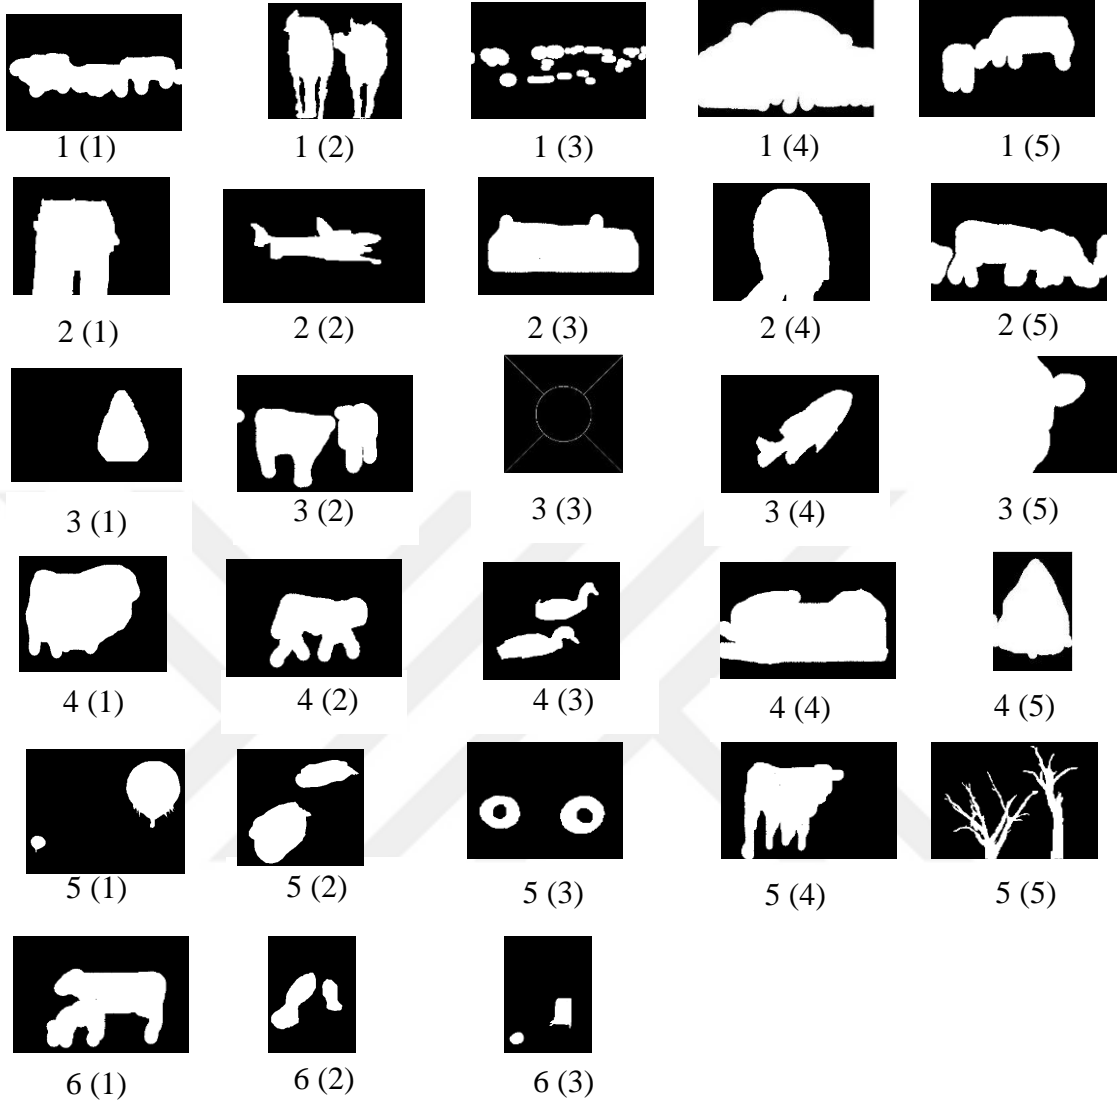 1 (1) 1 (2) 1 (3) 1 (4) 1 (5)
2 (1) 2 (2) 2 (3) 2 (4) 2 (5)
3 (1) 3 (2) 3 (3) 3 (4) 3 (5)
4 (1) 4 (2) 4 (3) 4 (4) 4 (5)
5 (1) 5 (2) 5 (3) 5 (4) 5 (5)
6 (1) 6 (2) 6 (3)